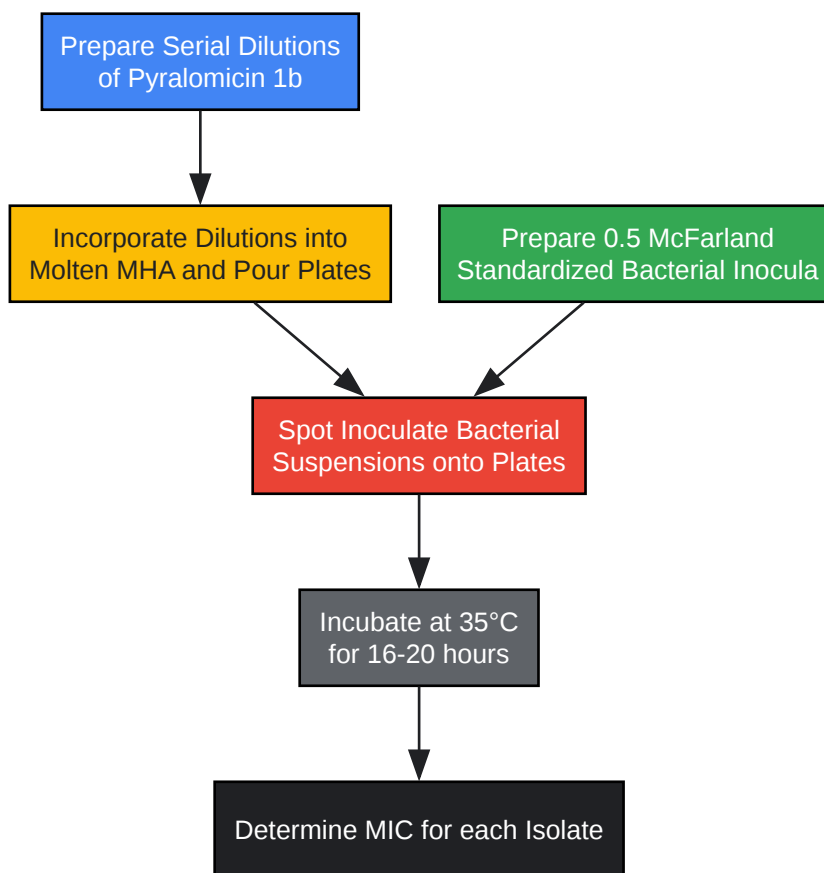 Prepare Serial Dilutions
of Pyralomicin 1b
Incorporate Dilutions into
Molten MHA and Pour Plates
Prepare 0.5 McFarland
Standardized Bacterial Inocula
Spot Inoculate Bacterial
Suspensions onto Plates
Incubate at 35°C
for 16-20 hours
Determine MIC for each Isolate